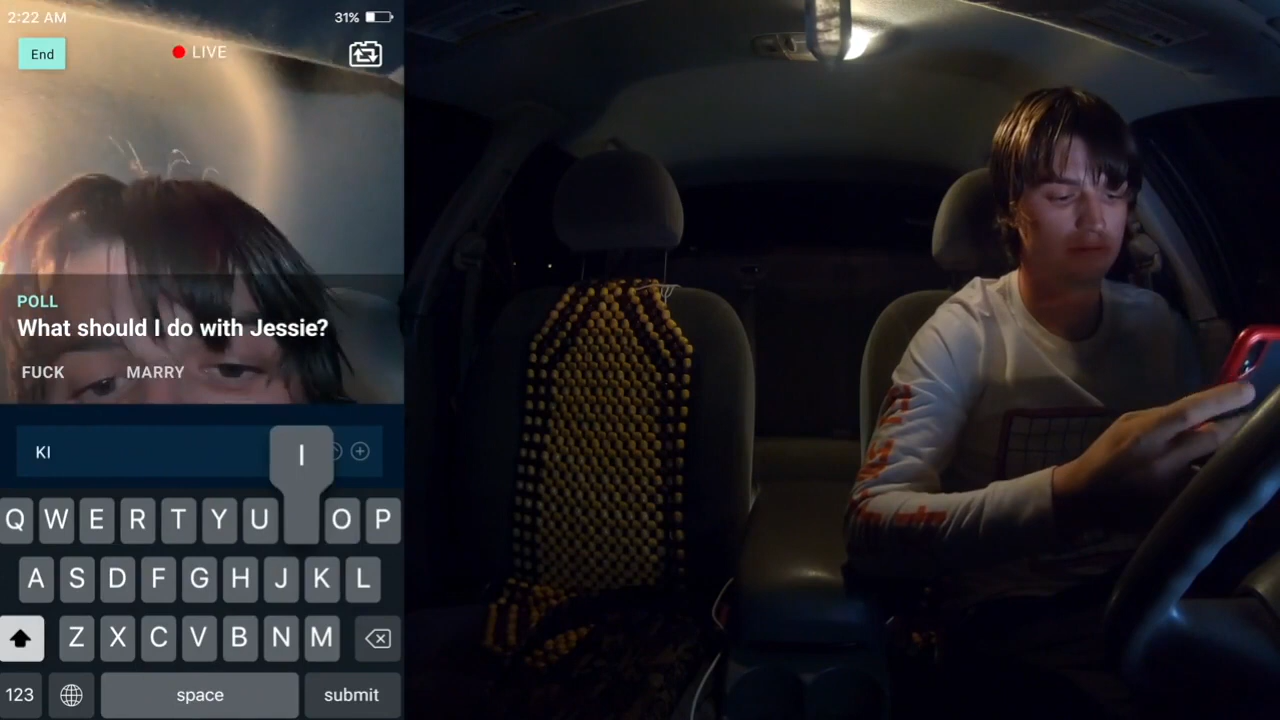 2:22 AM
31%
End
LIVE
POLL
What should I do with Jessie?
FUCK MARRY
KI
I
Q W E R T Y U O P
A S D F G H J K L
Z X C V B N M
123 space submit